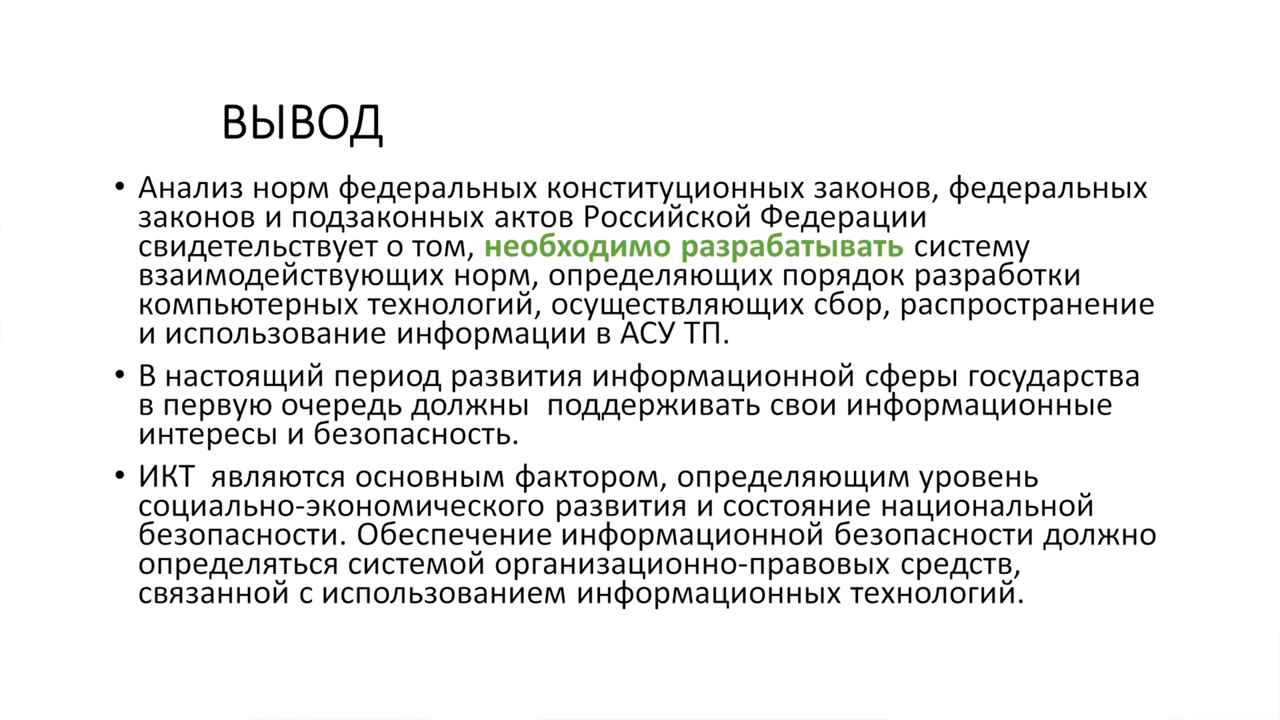 ВЫВОД
• Анализ норм федеральных конституционных законов, федеральных
законов и подзаконных актов Российской Федерации
свидетельствует о том, необходимо разрабатывать систему
взаимодействующих норм, определяющих порядок разработки
компьютерных технологий, осуществляющих сбор, распространение
и использование информации в АСУ ТП.
• В настоящий период развития информационной сферы государства
в первую очередь должны  поддерживать свои информационные
интересы и безопасность.
• ИКТ  являются основным фактором, определяющим уровень
социально-экономического развития и состояние национальной
безопасности. Обеспечение информационной безопасности должно
определяться системой организационно-правовых средств,
связанной с использованием информационных технологий.